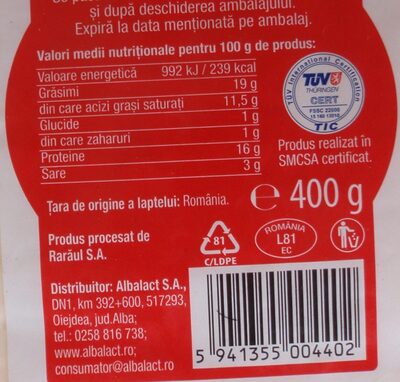 și după deschiderea ambalajului.
Expiră la data menționată pe ambalaj.
Valori medii nutriționale pentru 100 g de produs:
Valoare energetică 992 kJ / 239 kcal
Grăsimi 19 g
din care acizi grași saturați 11,5 g
Glucide 1 g
din care zaharuri 1 g
Proteine 16 g
Sare 3 g
TÜV International Certification
TÜV
THÜRINGEN
CERT
FSSC 22000
TIC
Produs realizat în
SMCSA certificat.
Țara de origine a laptelui: România.
e 400 g
Produs procesat de
Rarăul S.A.
81
C/LDPE
ROMÂNIA
L81
EC
Distribuitor: Albalact S.A.,
DN1, km 392+600, 517293,
Oiejdea, jud.Alba;
tel.: 0258 816 738;
www.albalact.ro;
consumator@albalact.ro
5 941355 004402